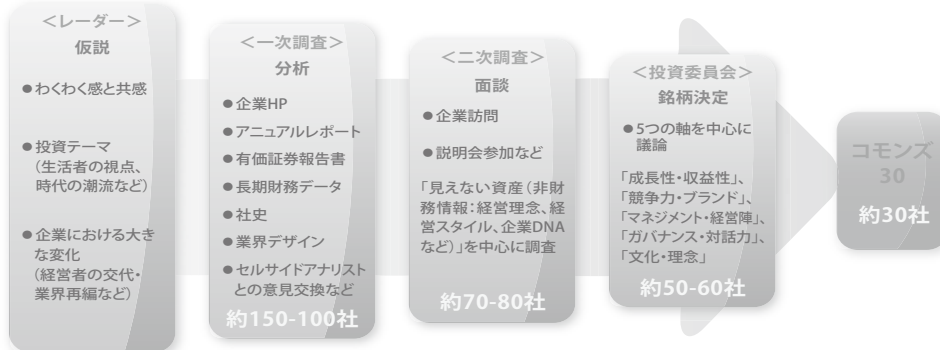 ＜レーダー＞
仮説
●わくわく感と共感
●投資テーマ
（生活者の視点、
時代の潮流など）
●企業における大き
な変化
（経営者の交代・
業界再編など）
＜一次調査＞
分析
●企業HP
●アニュアルレポート
●有価証券報告書
●長期財務データ
●社史
●業界デザイン
●セルサイドアナリスト
との意見交換など
約150-100社
＜二次調査＞
面談
●企業訪問
●説明会参加など
「見えない資産（非財
務情報：経営理念、経
営スタイル、企業DNA
など）」を中心に調査
約70-80社
＜投資委員会＞
銘柄決定
●5つの軸を中心に
議論
「成長性・収益性」、
「競争力・ブランド」、
「マネジメント・経営陣」、
「ガバナンス・対話力」、
「文化・理念」
約50-60社
コモンズ
30
約30社